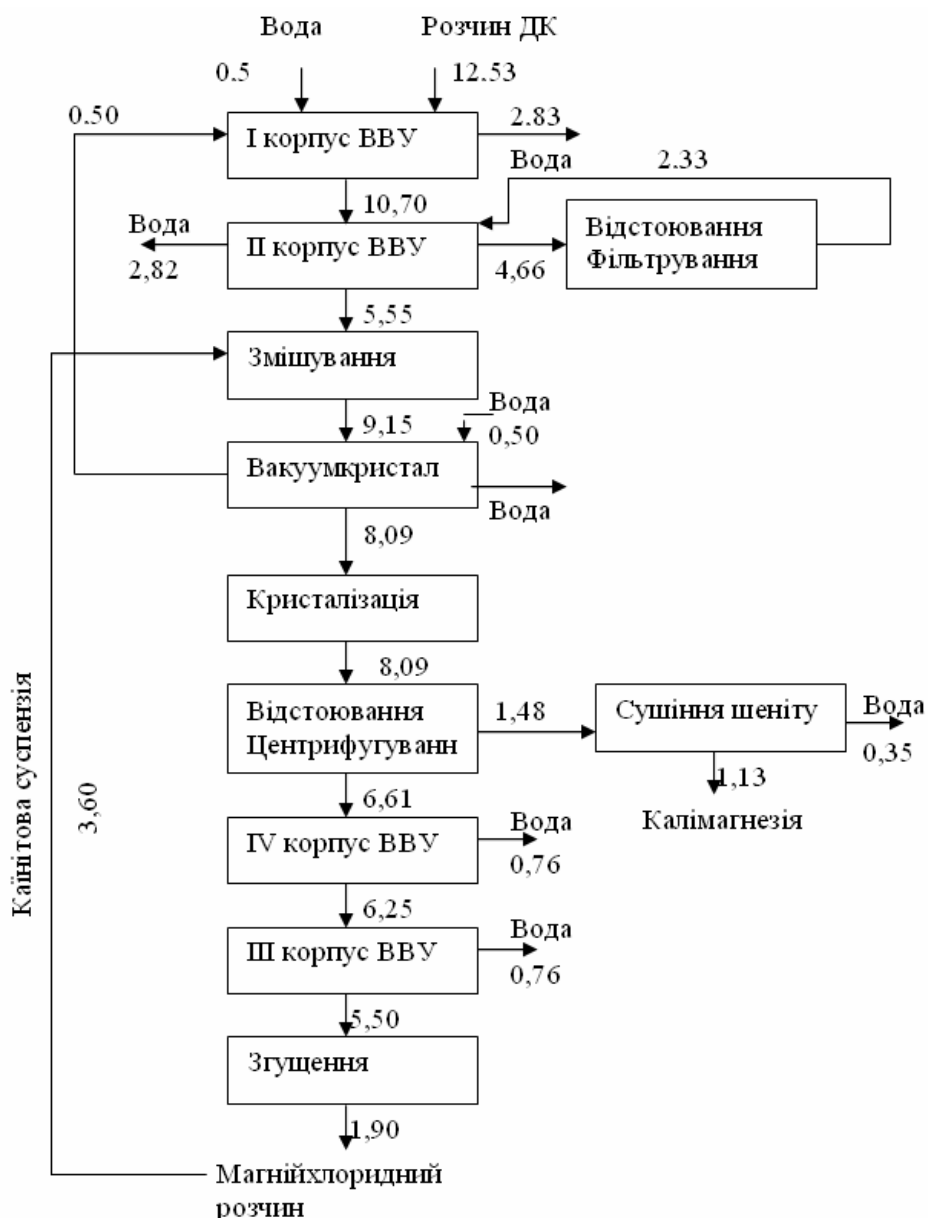 Вода
Розчин ДК
0.5
12.53
0.50
I корпус ВВУ
2.83
Вода
2.33
10,70
Вода
2,82
II корпус ВВУ
4,66
Відстоювання
Фільтрування
5,55
Змішування
Вода
9,15
0,50
Вакуумкристал
Вода
8,09
Кристалізація
8,09
Відстоювання
Центрифугуванн
1,48
Сушіння шеніту
Вода
0,35
1,13
Калімагнезія
6,61
IV корпус ВВУ
Вода
0,76
6,25
III корпус ВВУ
Вода
0,76
5,50
Згущення
1,90
Магнійхлоридний
розчин
Каїнітова суспензія
3,60